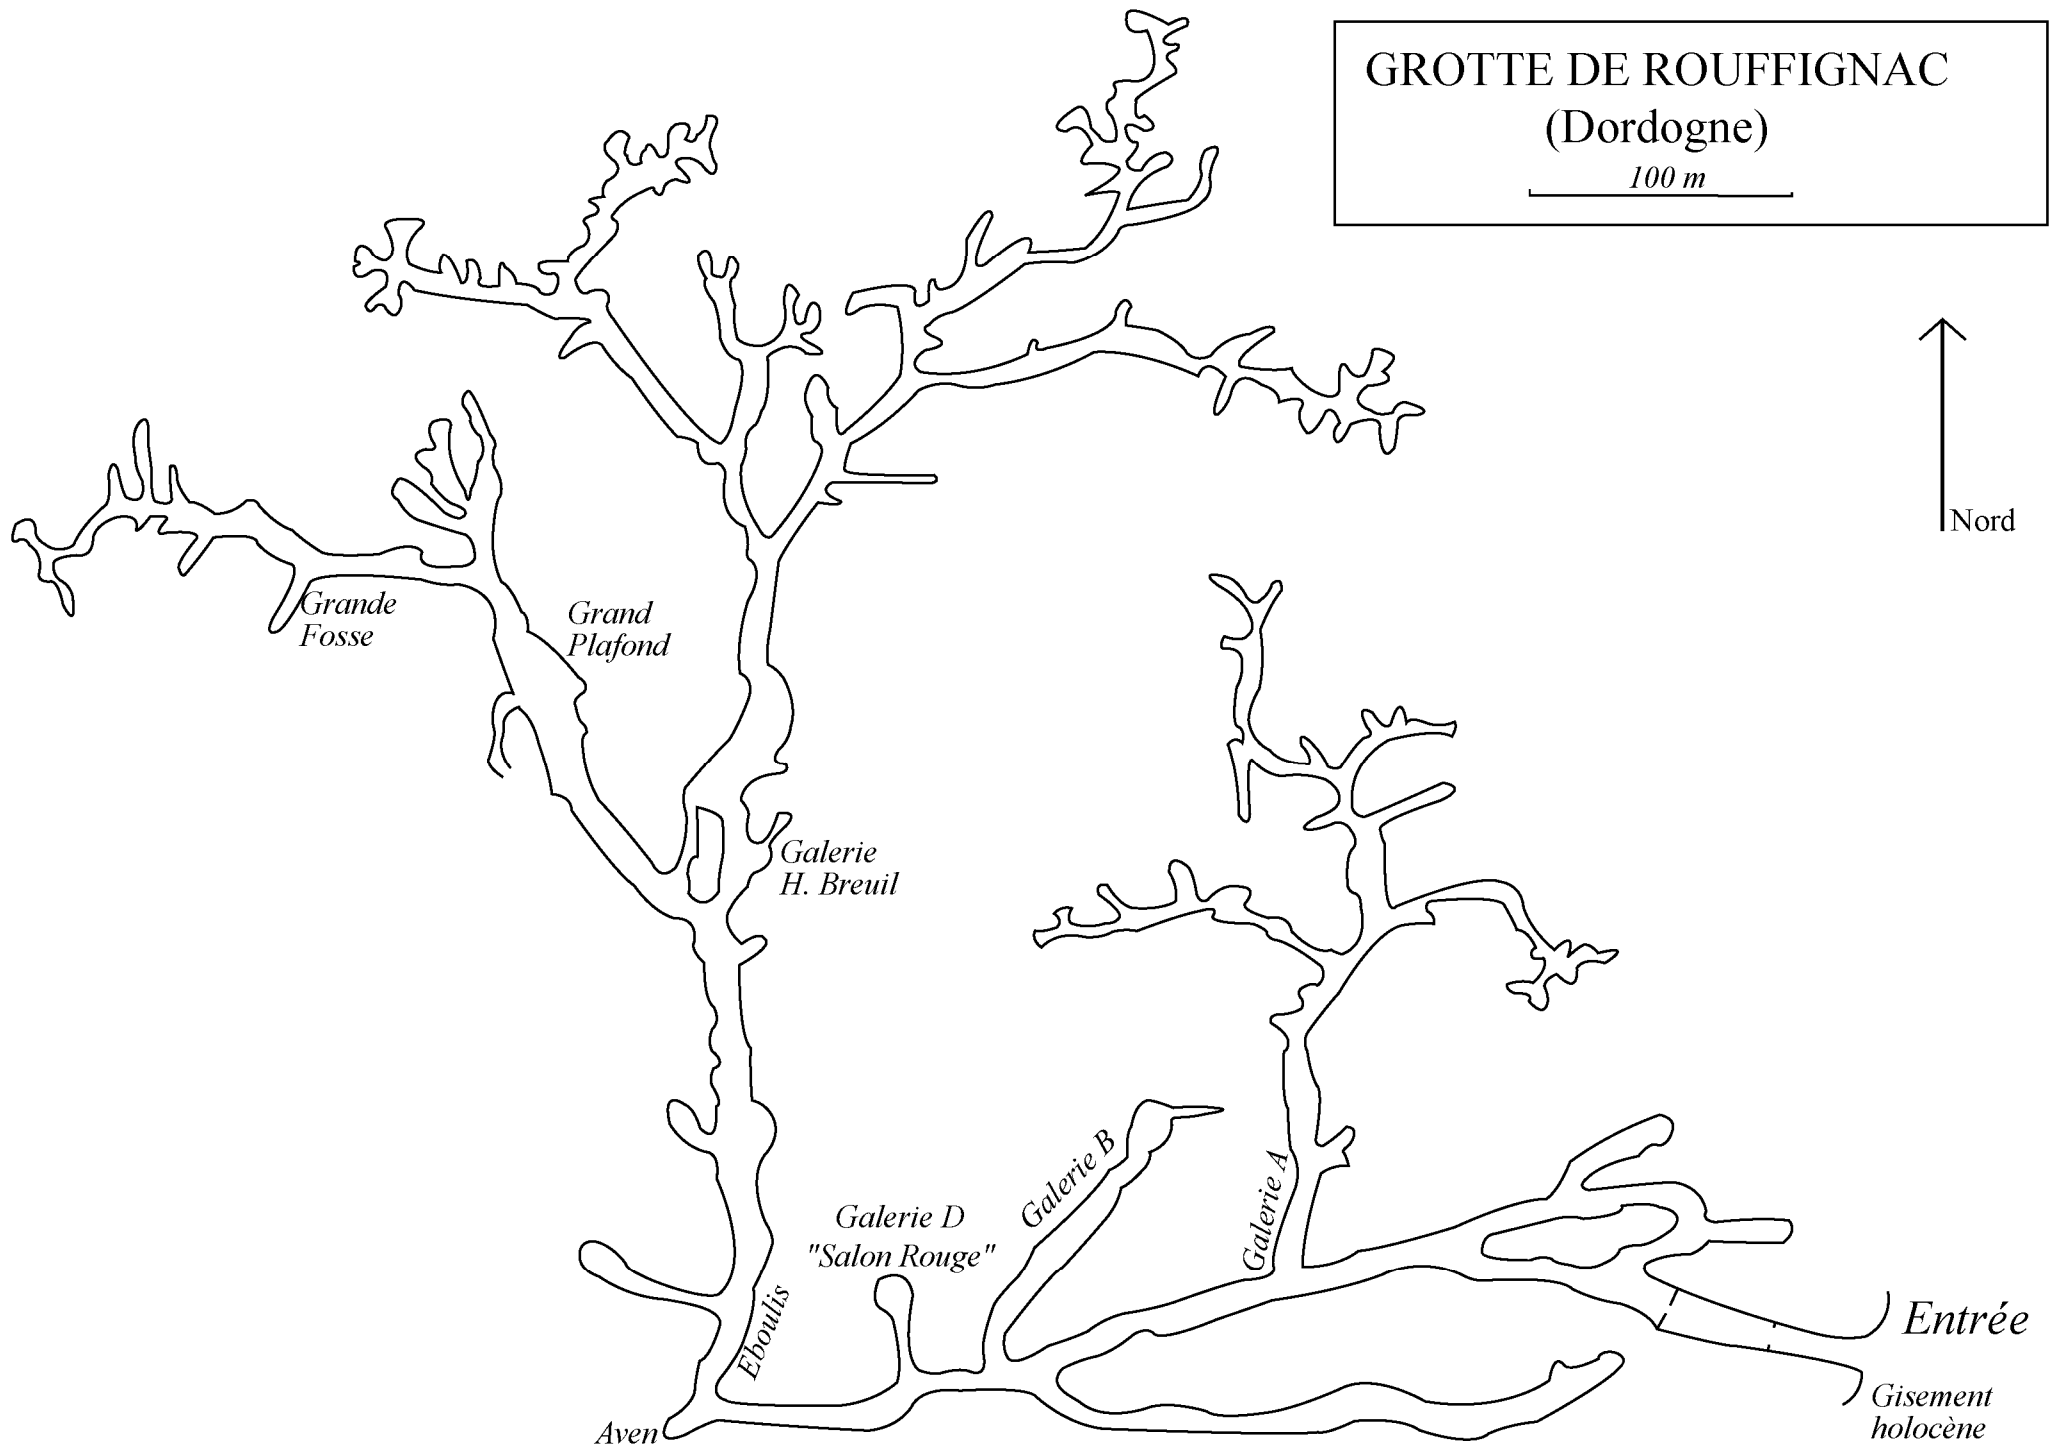 GROTTE DE ROUFFIGNAC
(Dordogne)
100 m
Nord
Grande
Fosse
Grand
Plafond
Galerie
H. Breuil
Galerie B
Galerie A
Galerie D
"Salon Rouge"
Eboulis
Entrée
Gisement
holocène
Aven